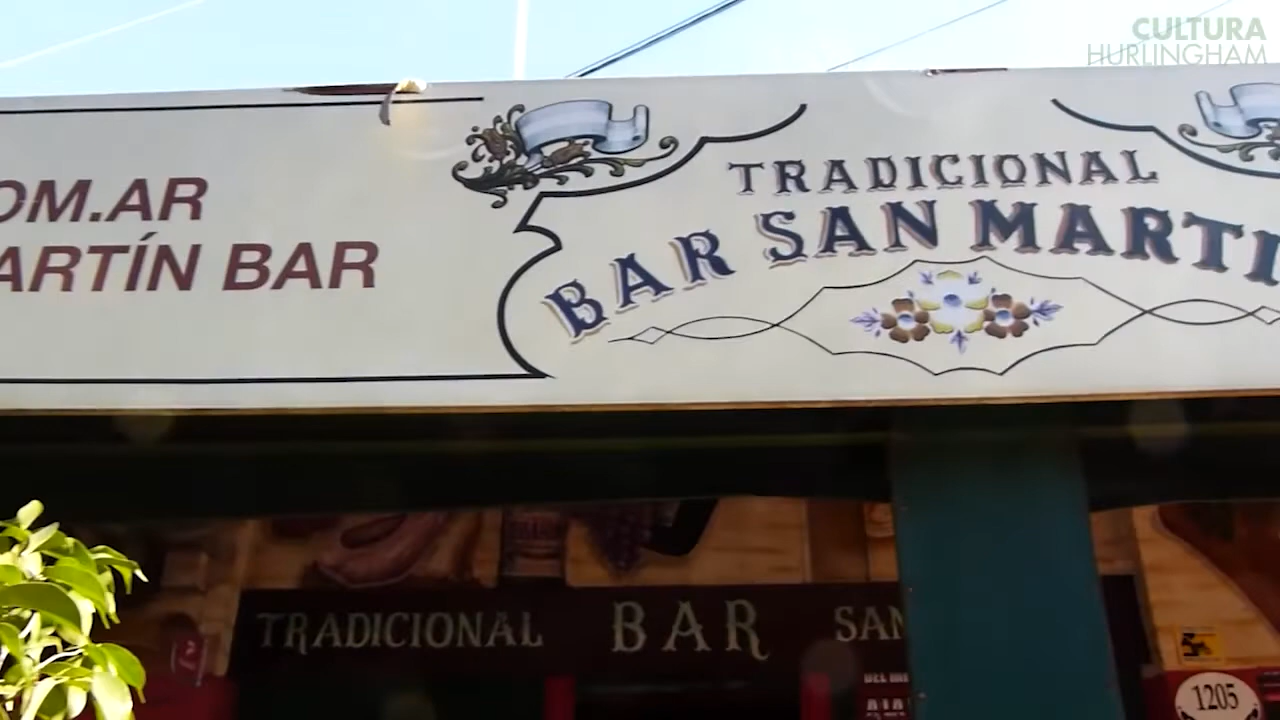 CULTURA
HURLINGHAM
OM.AR
ARTÍN BAR
TRADICIONAL
BAR SAN MARTI
TRADICIONAL BAR SAN
1205